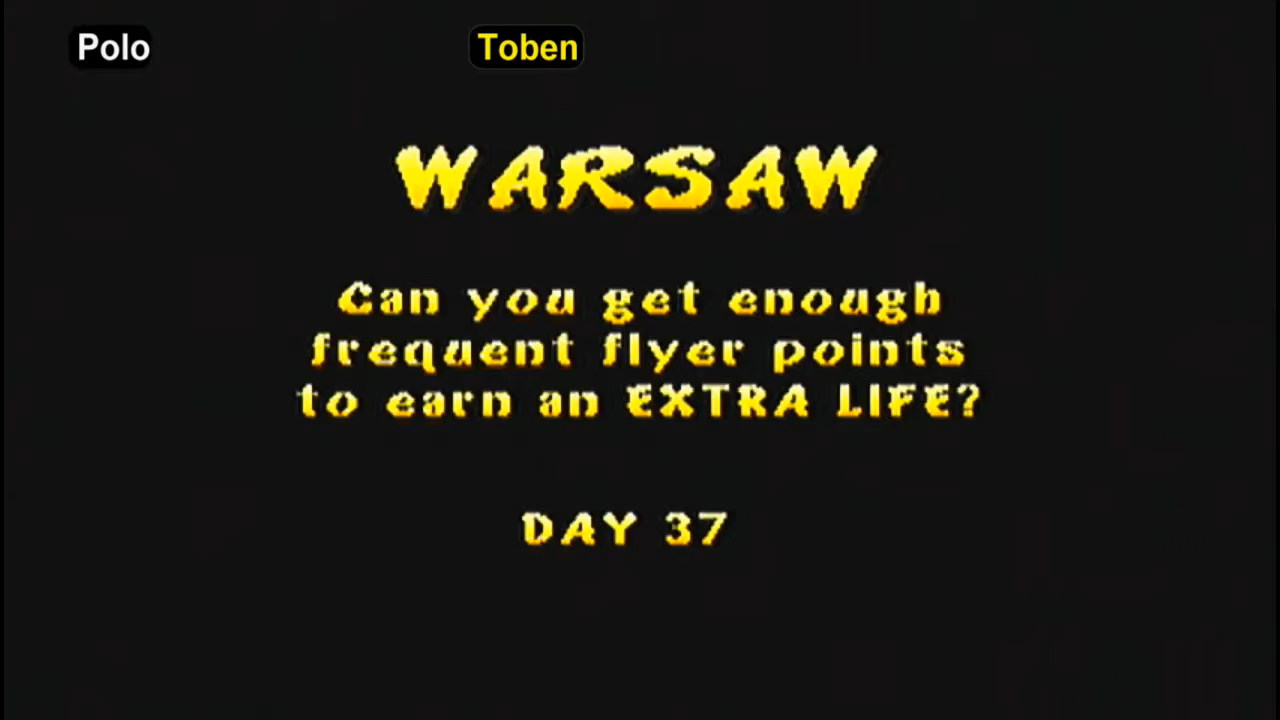 Polo
Toben
WARSAW
Can you get enough
frequent flyer points
to earn an EXTRA LIFE?
DAY 37